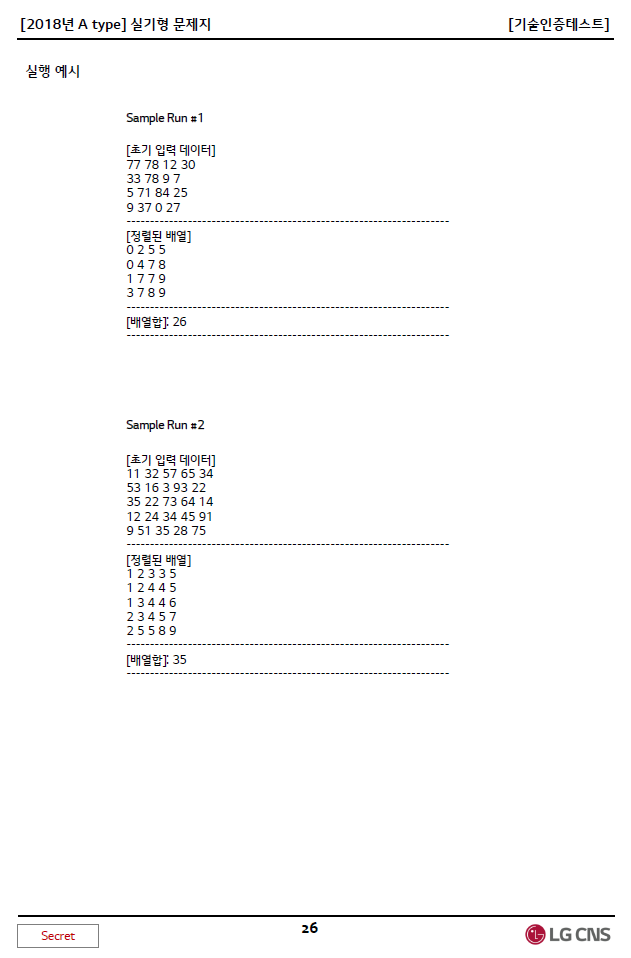 [2018년 A type] 실기형 문제지
[기술인증테스트]
실행 예시
Sample Run #1
[초기 입력 데이터]
77 78 12 30
33 78 9 7
5 71 84 25
9 37 0 27
----------------------------------------------------------------------
[정렬된 배열]
0 2 5 5
0 4 7 8
1 7 7 9
3 7 8 9
----------------------------------------------------------------------
[배열합]: 26
----------------------------------------------------------------------
Sample Run #2
[초기 입력 데이터]
11 32 57 65 34
53 16 3 93 22
35 22 73 64 14
12 24 34 45 91
9 51 35 28 75
----------------------------------------------------------------------
[정렬된 배열]
1 2 3 3 5
1 2 4 4 5
1 3 4 4 6
2 3 4 5 7
2 5 5 8 9
----------------------------------------------------------------------
[배열합]: 35
----------------------------------------------------------------------
Secret
26
LG CNS